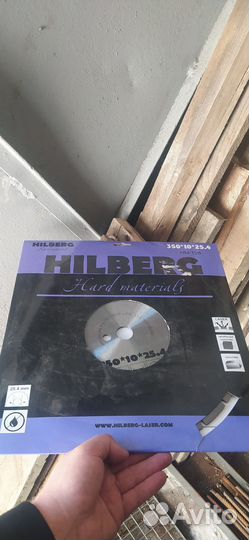 HILBERG
350*10*25.4
HILBERG
Hard materials
LASER
25.4 mm
350*10*25.4
WWW.HILBERG-LASER.COM
Avito